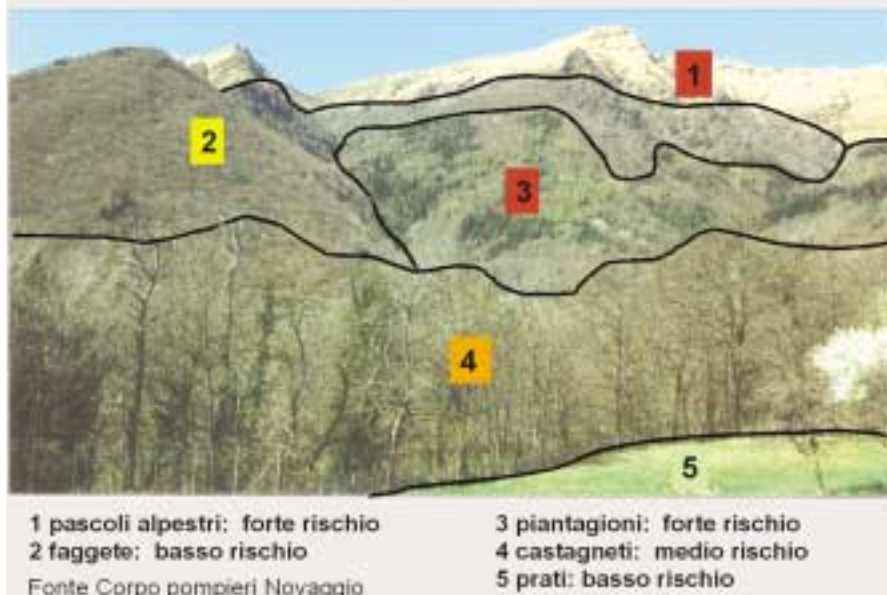 1
2
3
4
5
1 pascoli alpestri: forte rischio
2 faggete: basso rischio
Fonte Corpo pompieri Novaggio
3 piantagioni: forte rischio
4 castagneti: medio rischio
5 prati: basso rischio